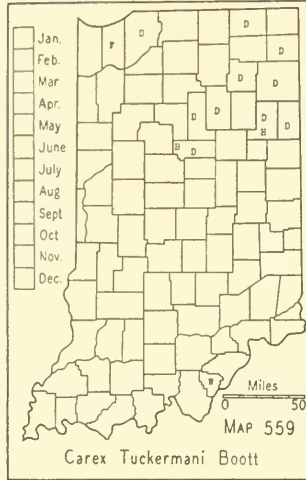 Jan.
Feb.
Mar
Apr.
May
June
July
Aug
Sept
Oct
Nov.
Dec.
F D D
D
D D
D D D
D H
B D
W
Miles
0 50
MAP 559
Carex Tuckermani Boott